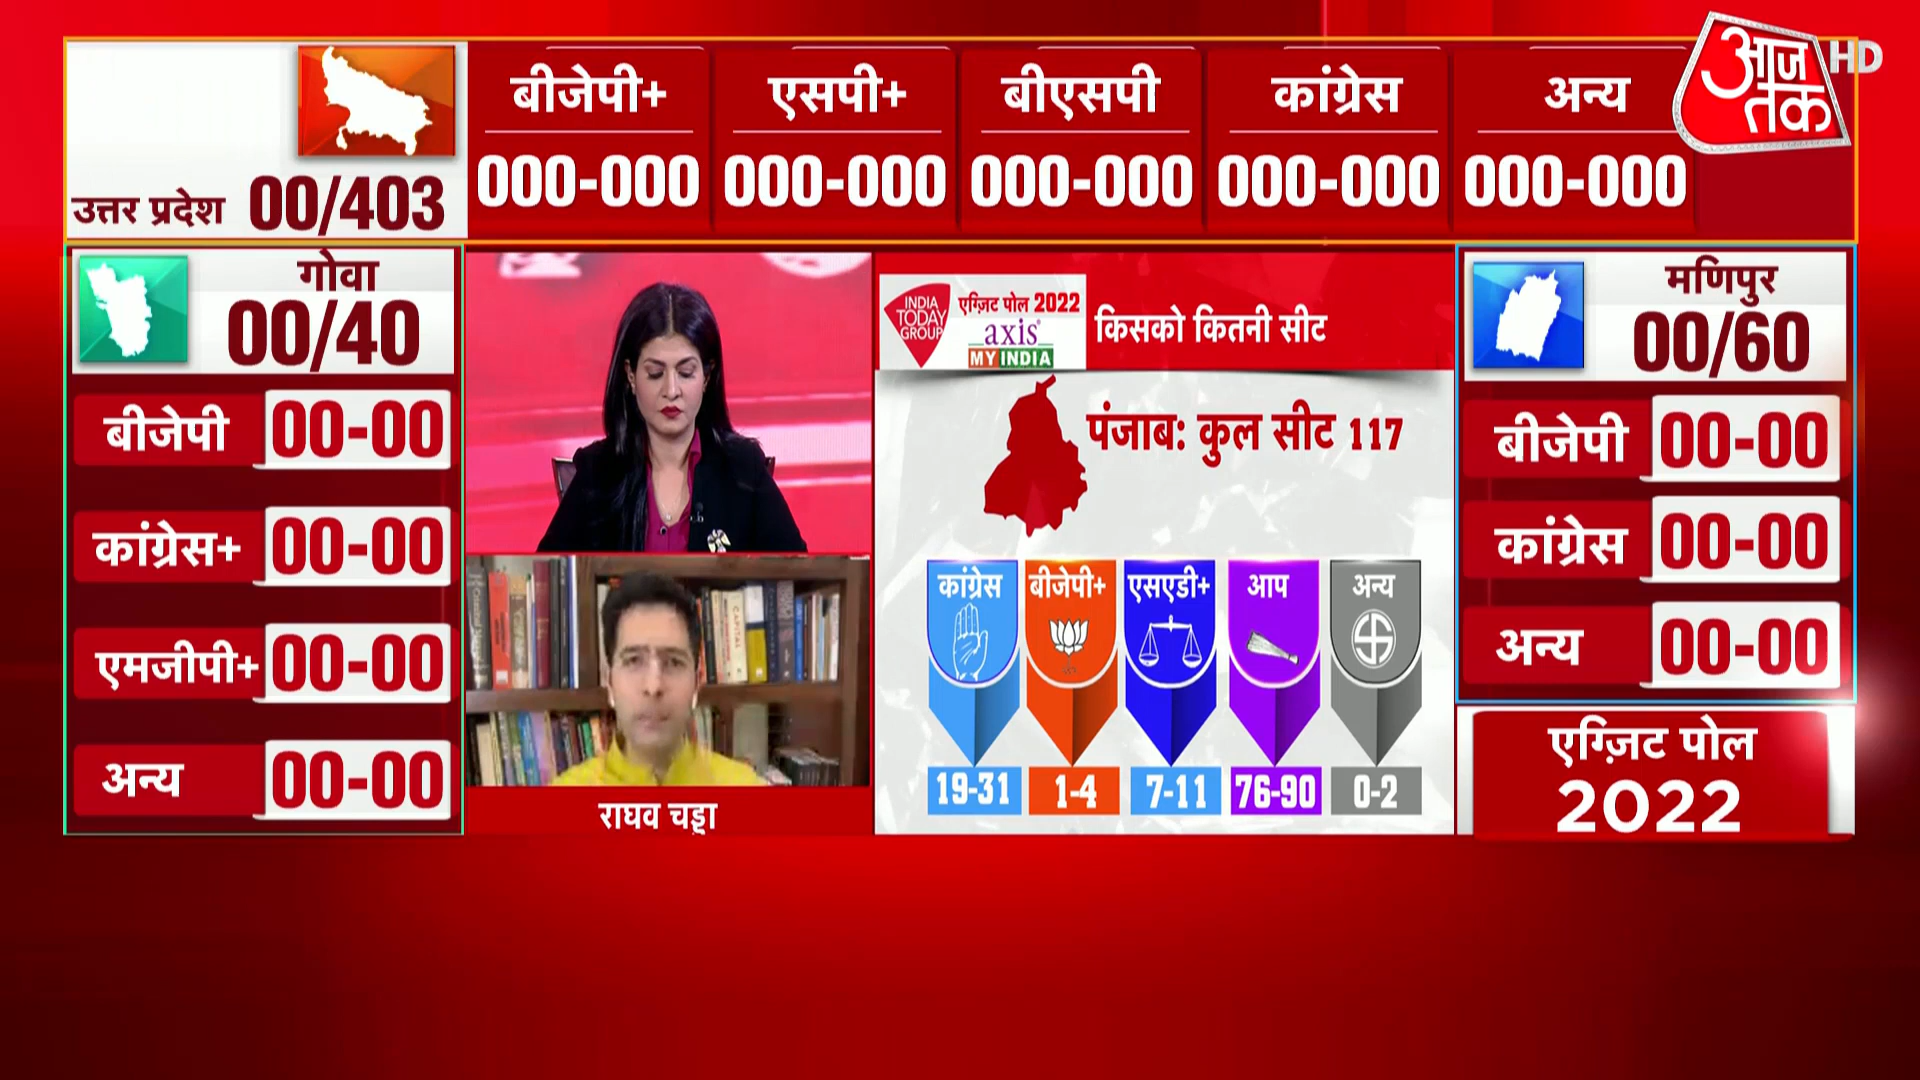 आज
तक
HD
उत्तर प्रदेश 00/403
बीजेपी+ एसपी+ बीएसपी कांग्रेस अन्य
000-000 000-000 000-000 000-000 000-000
गोवा
00/40
बीजेपी 00-00
कांग्रेस+ 00-00
एमजीपी+ 00-00
अन्य 00-00
CAPITAL
राघव चड्ढा
INDIA
TODAY
GROUP
एग्ज़िट पोल 2022
axis
MY INDIA
किसको कितनी सीट
पंजाब: कुल सीट 117
कांग्रेस बीजेपी+ एसएडी+ आप अन्य
19-31 1-4 7-11 76-90 0-2
मणिपुर
00/60
बीजेपी 00-00
कांग्रेस 00-00
अन्य 00-00
एग्ज़िट पोल
2022